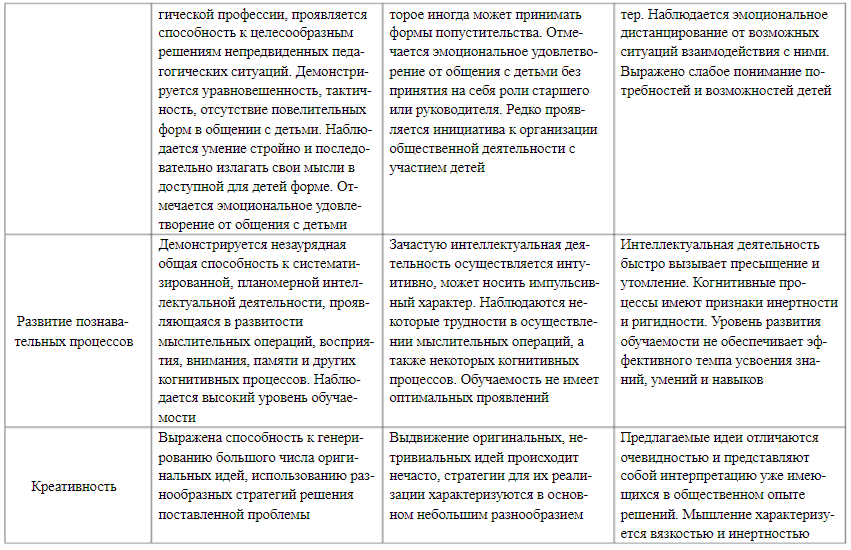 гической профессии, проявляется
способность к целесообразным
решениям непредвиденных педа-
гогических ситуаций. Демонстри-
руется уравновешенность, тактич-
ность, отсутствие повелительных
форм в общении с детьми. Наблю-
дается умение стройно и последо-
вательно излагать свои мысли в
доступной для детей форме. От-
мечается эмоциональное удовле-
творение от общения с детьми
торое иногда может принимать
формы попустительства. Отме-
чается эмоциональное удовлетво-
рение от общения с детьми без
принятия на себя роли старшего
или руководителя. Редко прояв-
ляется инициатива к организации
общественной деятельности с
участием детей
тер. Наблюдается эмоциональное
дистанцирование от возможных
ситуаций взаимодействия с ними.
Выражено слабое понимание по-
требностей и возможностей детей
Развитие познава-
тельных процессов
Демонстрируется незаурядная
общая способность к системати-
зированной, планомерной интел-
лектуальной деятельности, прояв-
ляющаяся в развитости
мыслительных операций, восприя-
тия, внимания, памяти и других
когнитивных процессов. Наблю-
дается высокий уровень обучае-
мости
Зачастую интеллектуальная дея-
тельность осуществляется инту-
итивно, может носить импульсив-
ный характер. Наблюдаются не-
которые трудности в осуществле-
нии мыслительных операций, а
также некоторых когнитивных
процессов. Обучаемость не имеет
оптимальных проявлений
Интеллектуальная деятельность
быстро вызывает пресыщение и
утомление. Когнитивные про-
цессы имеют признаки инертности
и ригидности. Уровень развития
обучаемости не обеспечивает эф-
фективного темпа усвоения зна-
ний, умений и навыков
Креативность
Выражена способность к генери-
рованию большого числа ориги-
нальных идей, использованию раз-
нообразных стратегий решения
поставленной проблемы
Выдвижение оригинальных, не-
тривиальных идей происходит
нечасто, стратегии для их реали-
зации характеризуются в основ-
ном небольшим разнообразием
Предлагаемые идеи отличаются
очевидностью и представляют
собой интерпретацию уже имею-
щихся в общественном опыте
решений. Мышление характеризу-
ется вязкостью и инертностью